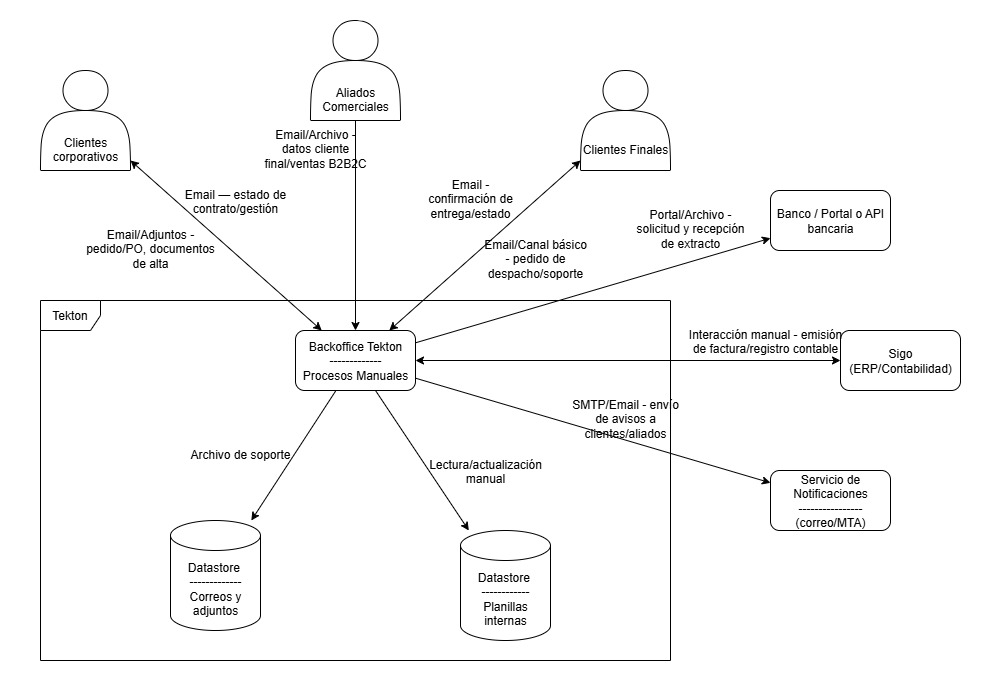 Aliados
Comerciales
Clientes
corporativos
Clientes Finales
Email/Archivo -
datos cliente
final/ventas B2B2C
Email — estado de
contrato/gestión
Email -
confirmación de
entrega/estado
Portal/Archivo -
solicitud y recepción
de extracto
Banco / Portal o API
bancaria
Email/Adjuntos -
pedido/PO, documentos
de alta
Email/Canal básico
- pedido de
despacho/soporte
Tekton
Backoffice Tekton
-------------
Procesos Manuales
Interacción manual - emisión
de factura/registro contable
Sigo
(ERP/Contabilidad)
SMTP/Email - envío
de avisos a
clientes/aliados
Archivo de soporte
Lectura/actualización
manual
Servicio de
Notificaciones
----------------
(correo/MTA)
Datastore
-------------
Correos y
adjuntos
Datastore
------------
Planillas
internas